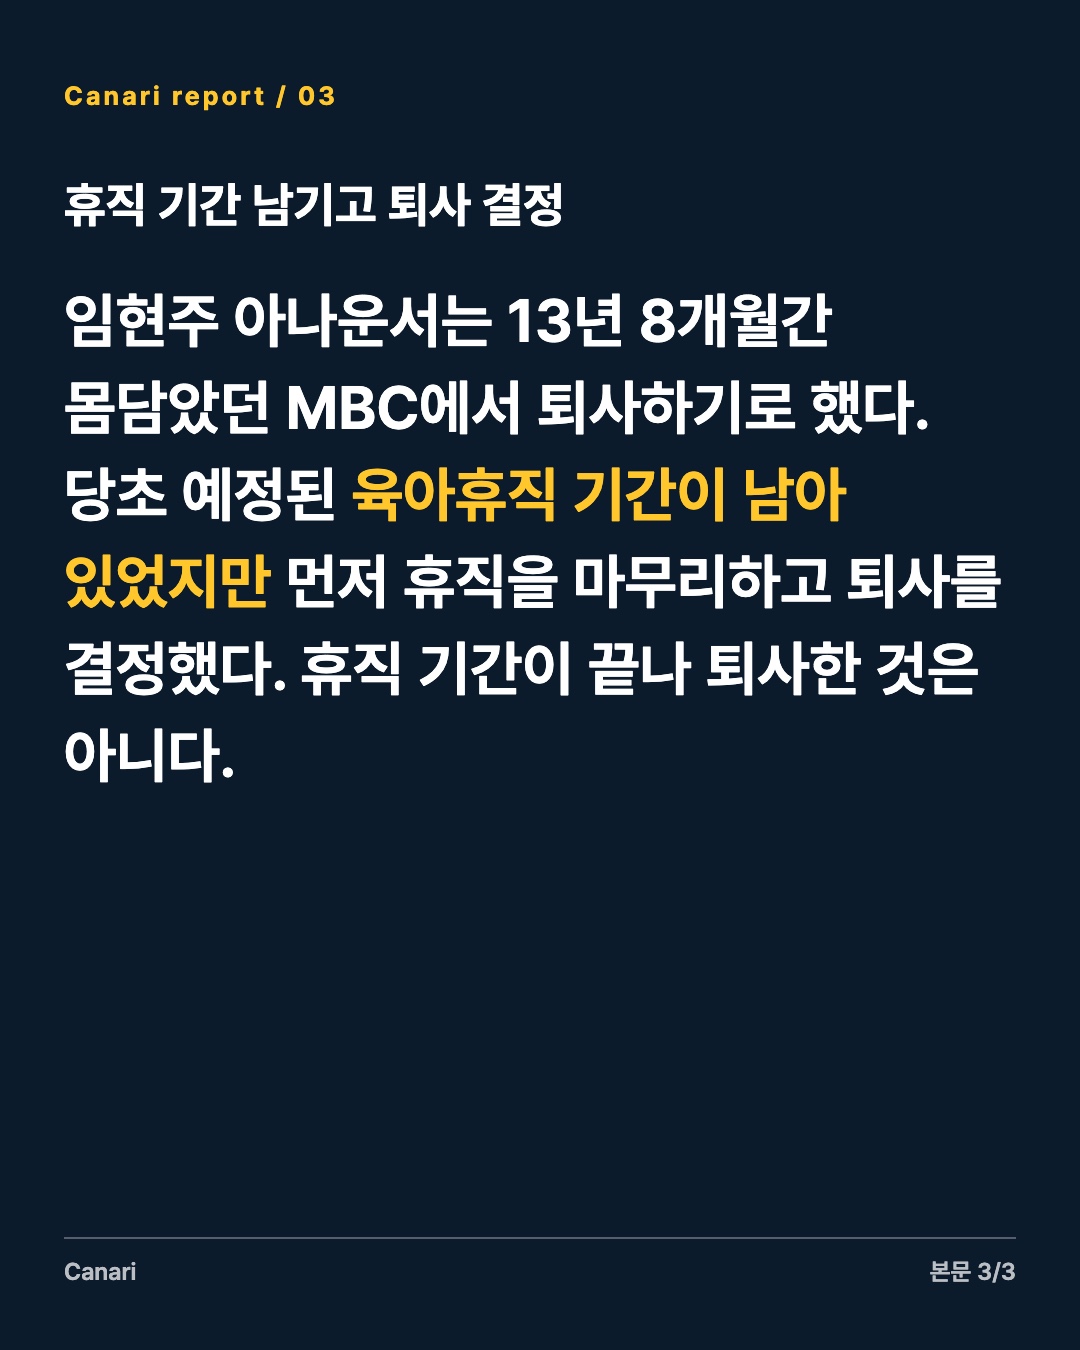 Canari report / 03
휴직 기간 남기고 퇴사 결정
임현주 아나운서는 13년 8개월간
몸담았던 MBC에서 퇴사하기로 했다.
당초 예정된 육아휴직 기간이 남아
있었지만 먼저 휴직을 마무리하고 퇴사를
결정했다. 휴직 기간이 끝나 퇴사한 것은
아니다.
Canari
본문 3/3